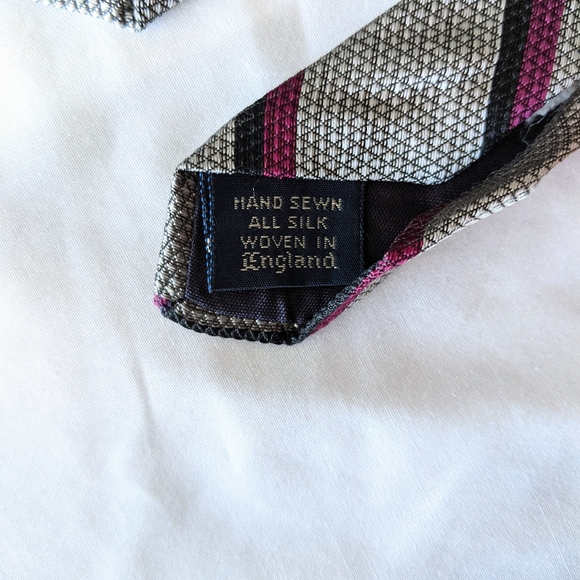 HAND SEWN
ALL SILK
WOVEN IN
England